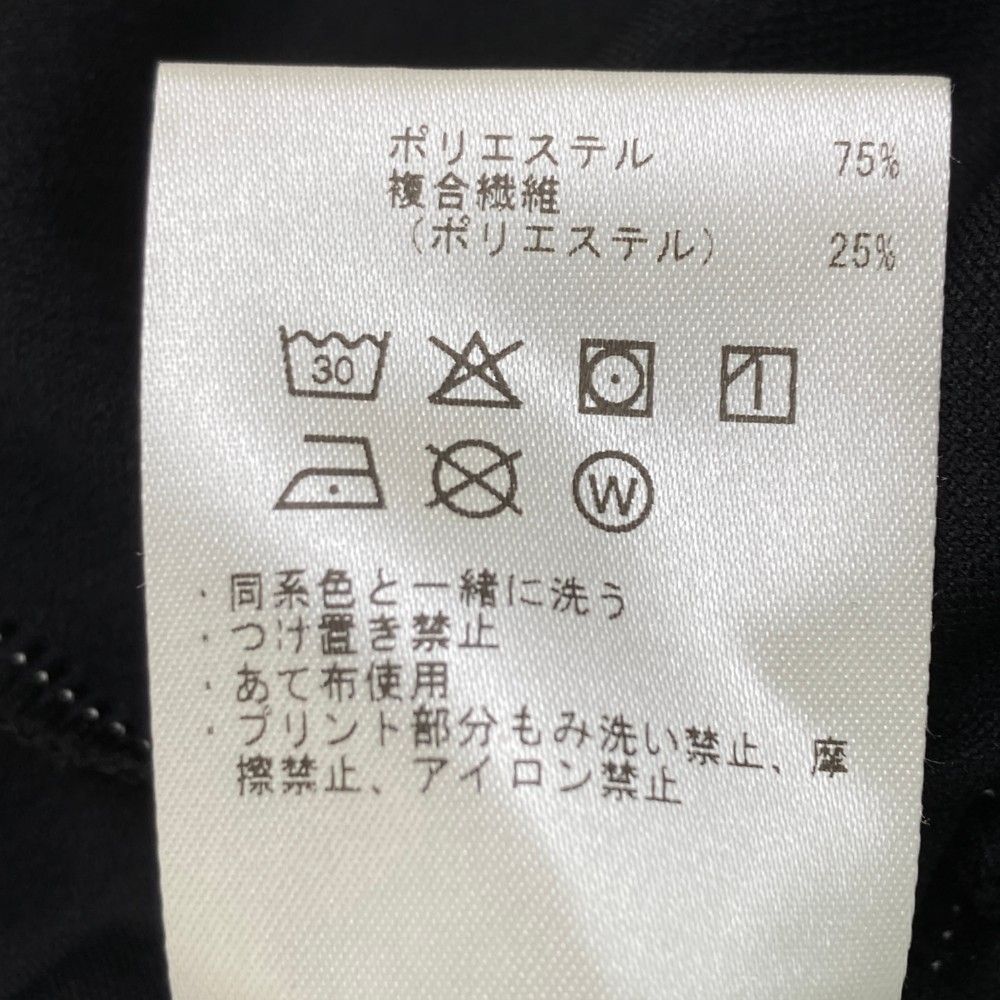 ポリエステル 75%
複合繊維
（ポリエステル） 25%
30
W
・同系色と一緒に洗う
・つけ置き禁止
・あて布使用
・プリント部分もみ洗い禁止、摩
擦禁止、アイロン禁止